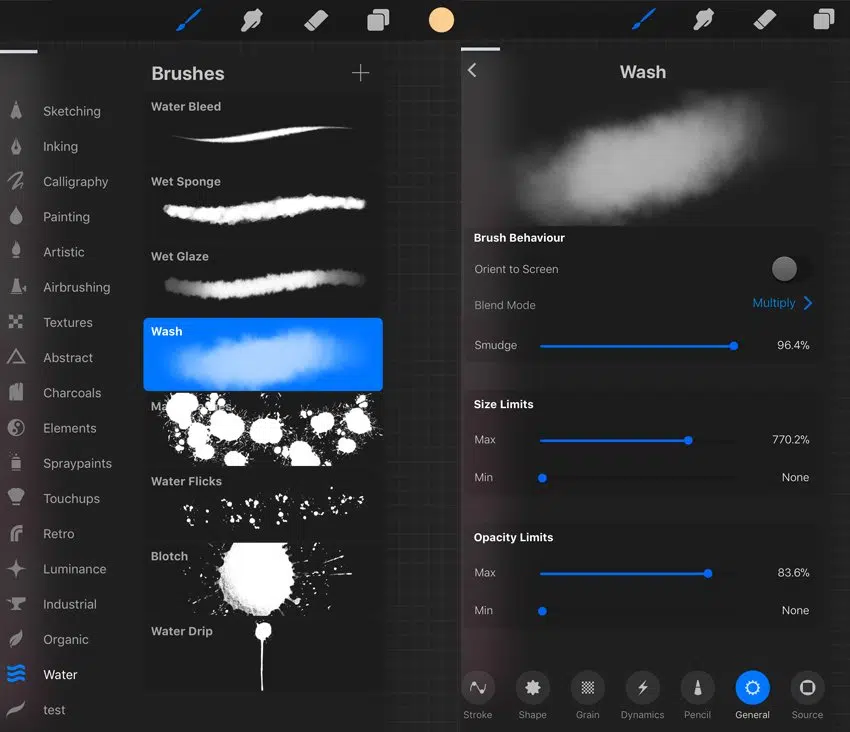 Brushes
Sketching
Inking
Calligraphy
Painting
Artistic
Airbrushing
Textures
Abstract
Charcoals
Elements
Spraypaints
Touchups
Retro
Luminance
Industrial
Organic
Water
test
Water Bleed
Wet Sponge
Wet Glaze
Wash
Water Flicks
Blotch
Water Drip
Wash
Brush Behaviour
Orient to Screen
Blend Mode Multiply
Smudge 96.4%
Size Limits
Max 770.2%
Min None
Opacity Limits
Max 83.6%
Min None
Stroke Shape Grain Dynamics Pencil General Source